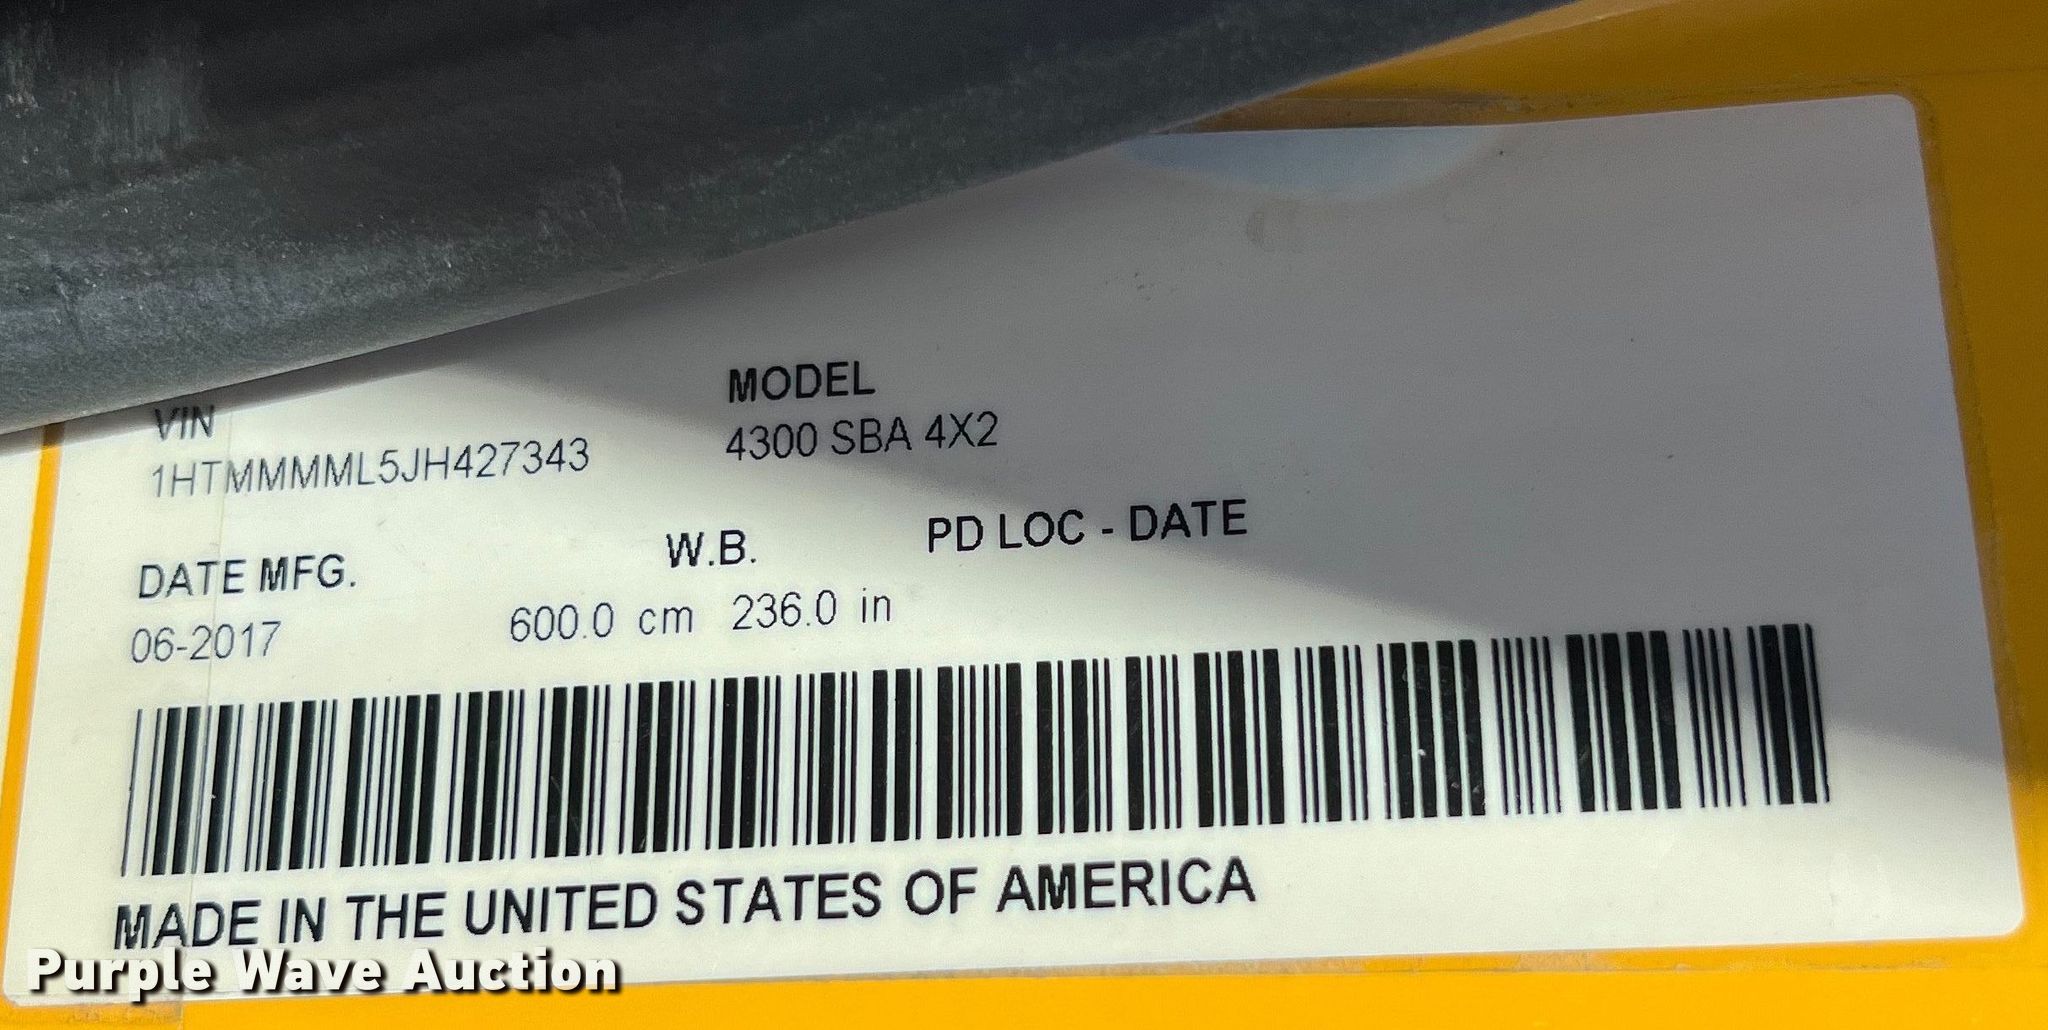 VIN
1HTMMMML5JH427343
MODEL
4300 SBA 4X2
DATE MFG.
06-2017
W.B.
600.0 cm 236.0 in
PD LOC - DATE
MADE IN THE UNITED STATES OF AMERICA
Purple Wave Auction